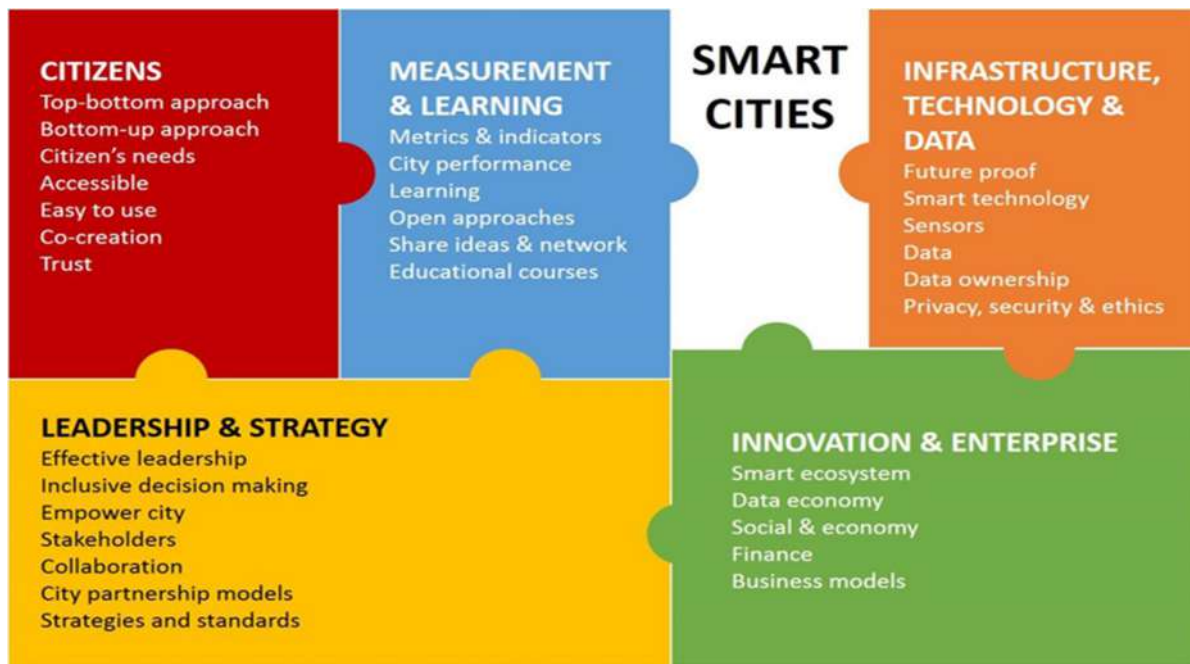 CITIZENS
Top-bottom approach
Bottom-up approach
Citizen's needs
Accessible
Easy to use
Co-creation
Trust
MEASUREMENT
& LEARNING
Metrics & indicators
City performance
Learning
Open approaches
Share ideas & network
Educational courses
SMART
CITIES
INFRASTRUCTURE,
TECHNOLOGY &
DATA
Future proof
Smart technology
Sensors
Data
Data ownership
Privacy, security & ethics
LEADERSHIP & STRATEGY
Effective leadership
Inclusive decision making
Empower city
Stakeholders
Collaboration
City partnership models
Strategies and standards
INNOVATION & ENTERPRISE
Smart ecosystem
Data economy
Social & economy
Finance
Business models